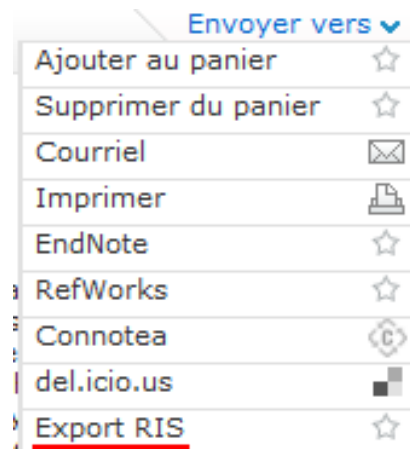 Envoyer vers
Ajouter au panier
Supprimer du panier
Courriel
Imprimer
EndNote
RefWorks
Connotea
del.icio.us
Export RIS